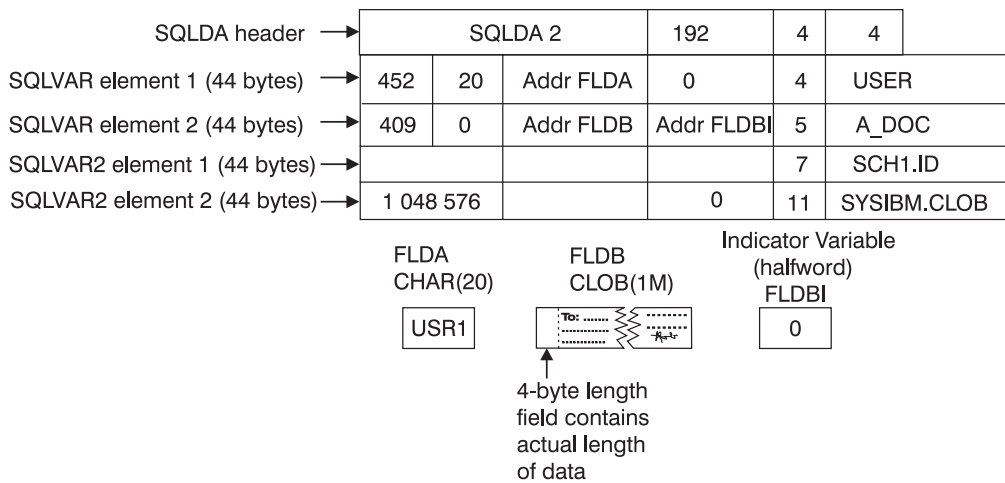 SQLDA header SQLDA 2 192 4 4
SQLVAR element 1 (44 bytes) 452 20 Addr FLDA 0 4 USER
SQLVAR element 2 (44 bytes) 409 0 Addr FLDB Addr FLDBI 5 A_DOC
SQLVAR2 element 1 (44 bytes) 7 SCH1.ID
SQLVAR2 element 2 (44 bytes) 1 048 576 0 11 SYSIBM.CLOB
FLDA
CHAR(20)
USR1
FLDB
CLOB(1M)
To:
Indicator Variable
(halfword)
FLDBI
0
4-byte length
field contains
actual length
of data